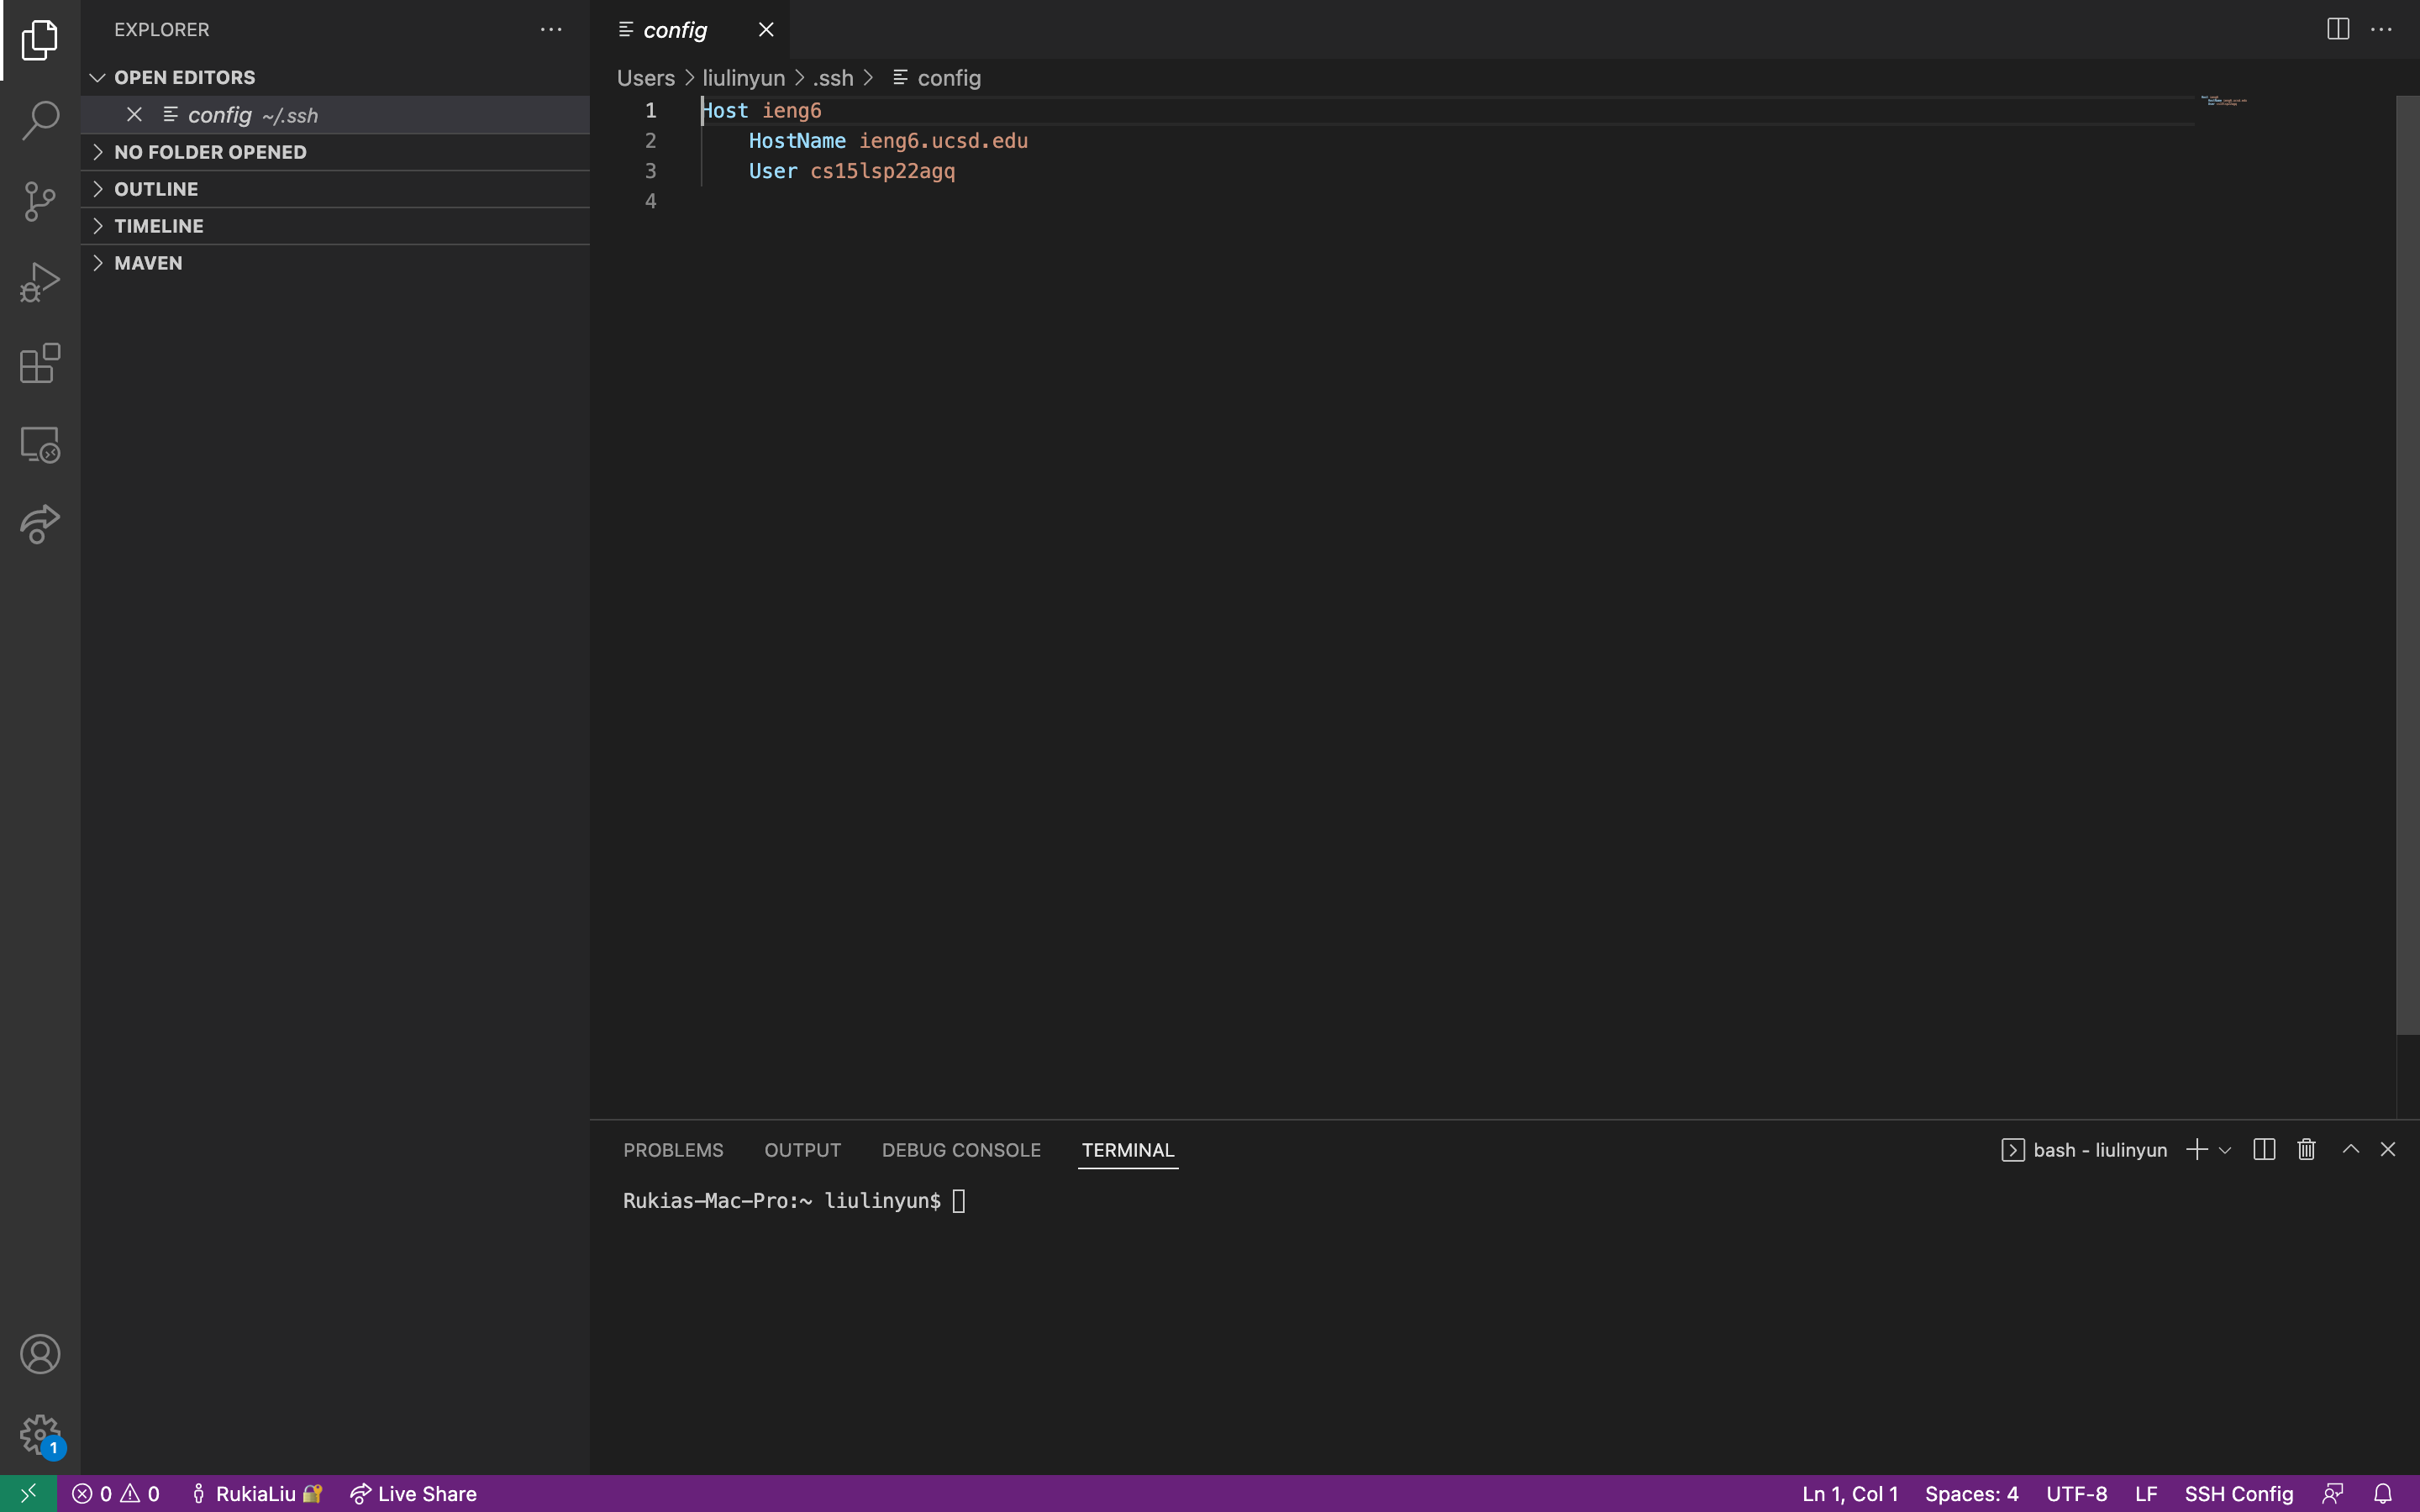 EXPLORER
OPEN EDITORS
config ~/.ssh
NO FOLDER OPENED
OUTLINE
TIMELINE
MAVEN
config
Users > liulinyun > .ssh > config
1 Host ieng6
2 HostName ieng6.ucsd.edu
3 User cs15lsp22agq
4
PROBLEMS OUTPUT DEBUG CONSOLE TERMINAL bash - liulinyun
Rukias-Mac-Pro:~ liulinyun$
1
0 0 RukiaLiu 🔐 Live Share Ln 1, Col 1 Spaces: 4 UTF-8 LF SSH Config